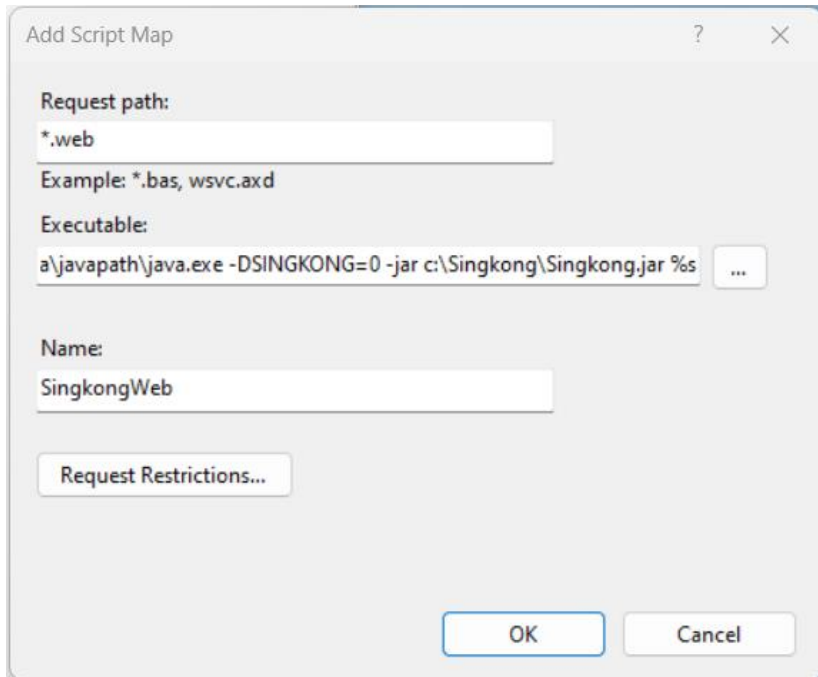 Add Script Map ?
Request path:
*.web
Example: *.bas, wsvc.axd
Executable:
a\javapath\java.exe -DSINGKONG=0 -jar c:\Singkong\Singkong.jar %s ...
Name:
SingkongWeb
Request Restrictions...
OK Cancel